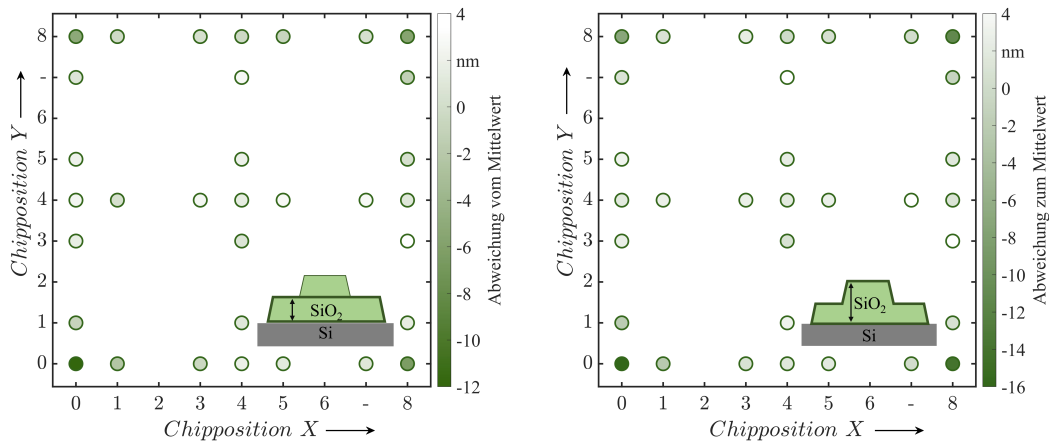 8
-
6
5
4
3
2
1
0
Chipposition Y
0 1 2 3 4 5 6 - 8
Chipposition X
SiO2
Si
4
nm
0
-2
-4
-6
-8
-10
-12
Abweichung vom Mittelwert
8
-
6
5
4
3
2
1
0
Chipposition Y
0 1 2 3 4 5 6 - 8
Chipposition X
SiO2
Si
4
nm
0
-2
-4
-6
-8
-10
-12
-14
-16
Abweichung zum Mittelwert